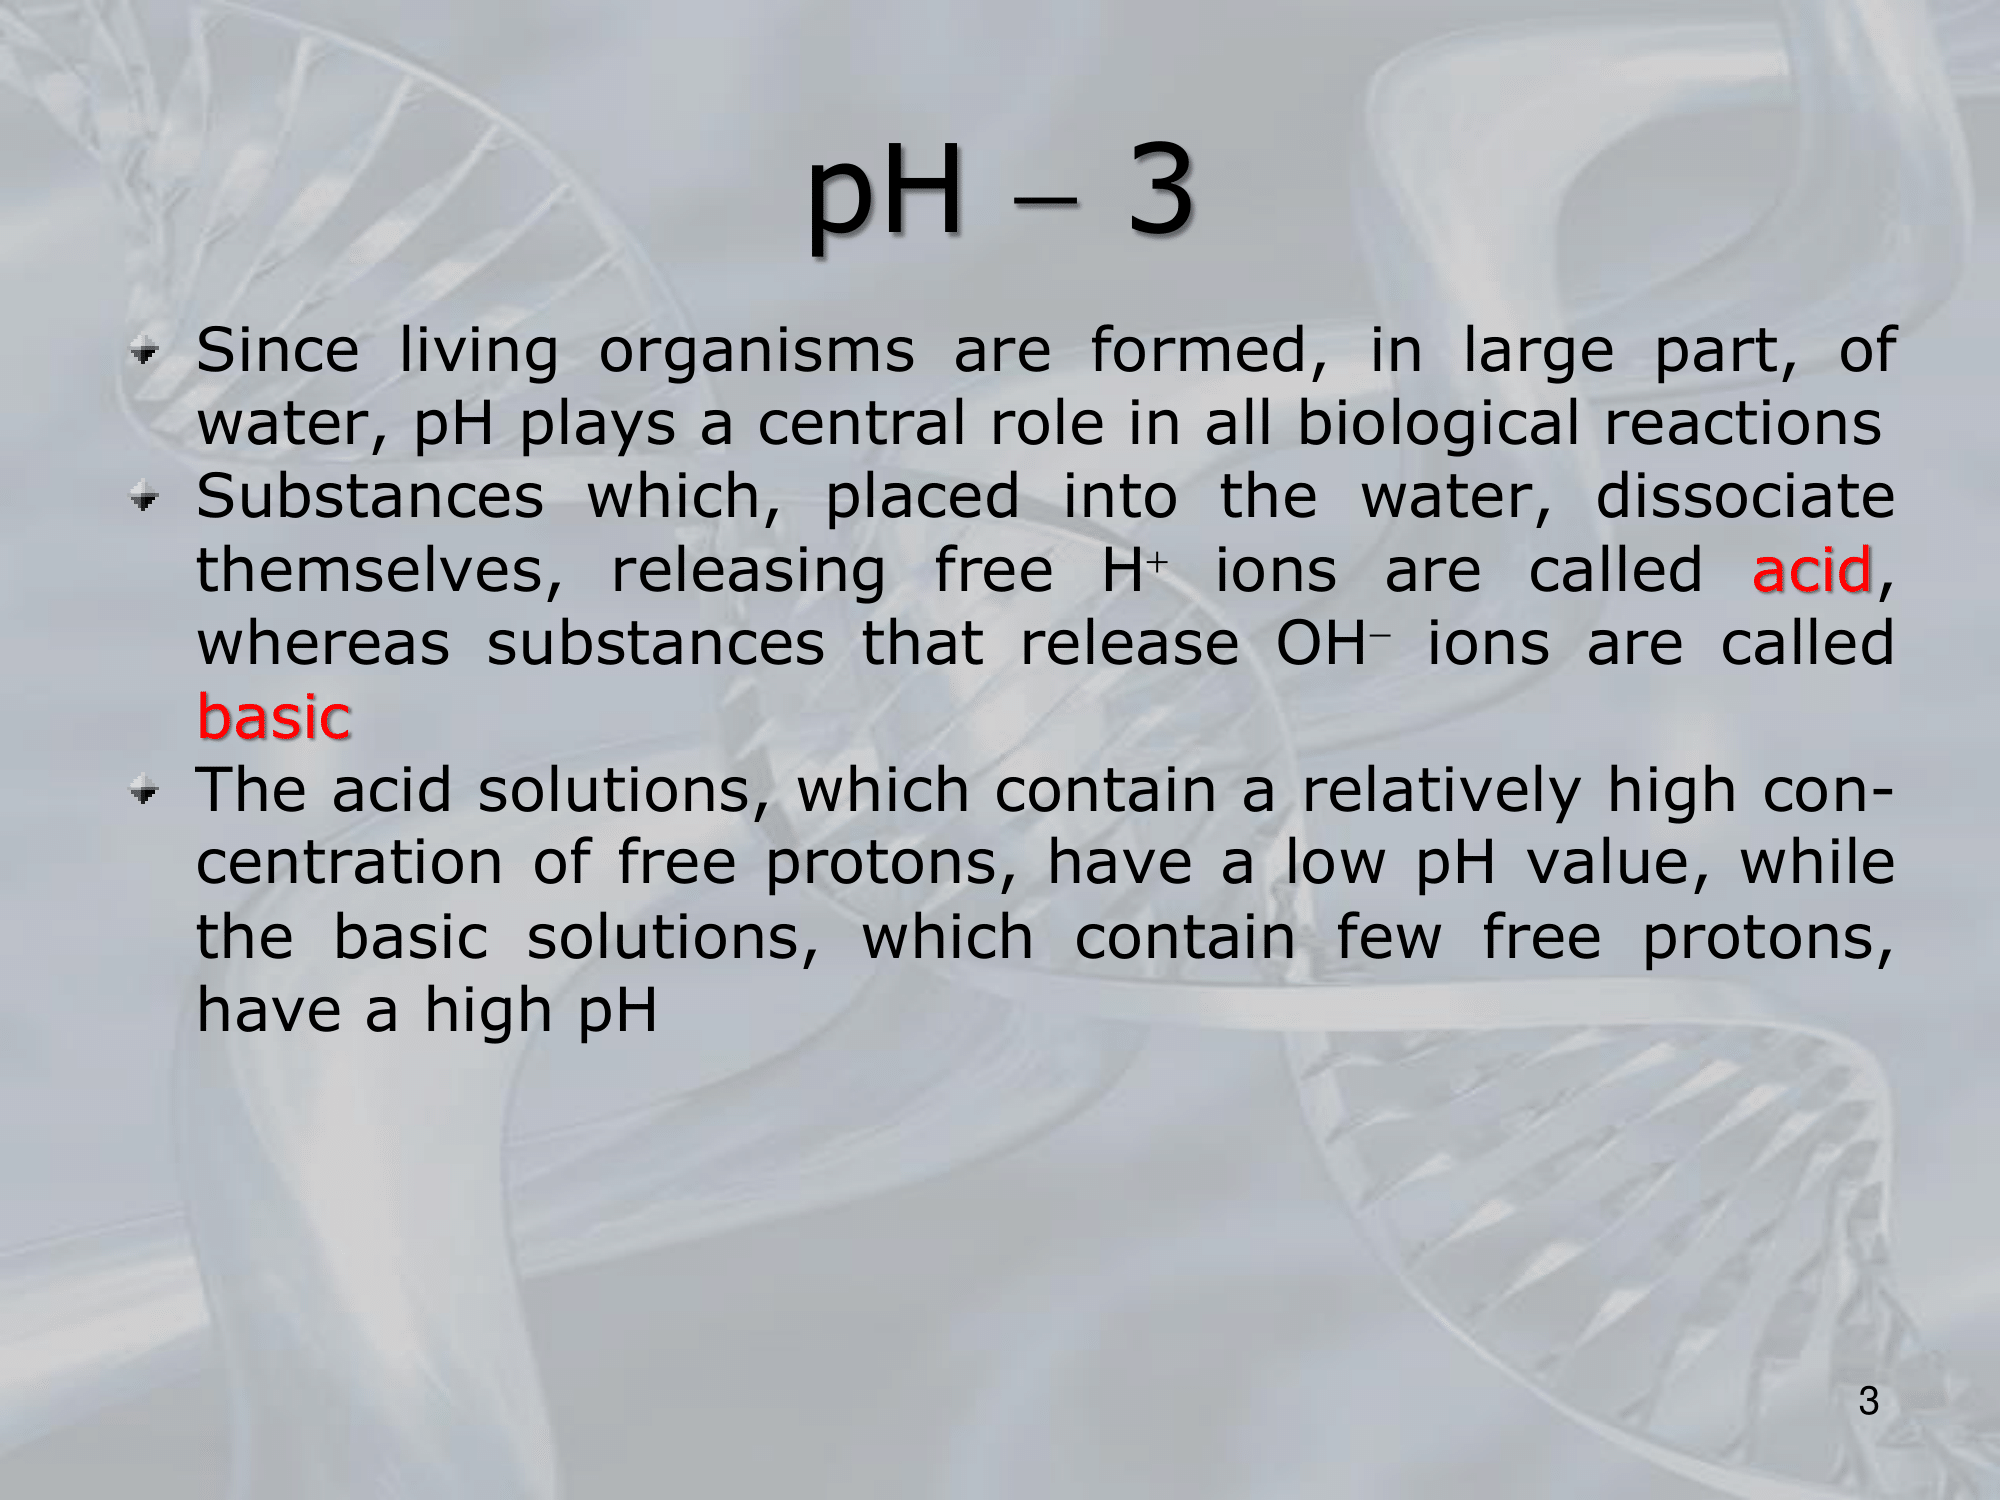 pH – 3
Since living organisms are formed, in large part, of
water, pH plays a central role in all biological reactions
Substances which, placed into the water, dissociate
themselves, releasing free H⁺ ions are called acid,
whereas substances that release OH⁻ ions are called
basic
The acid solutions, which contain a relatively high con-
centration of free protons, have a low pH value, while
the basic solutions, which contain few free protons,
have a high pH
3